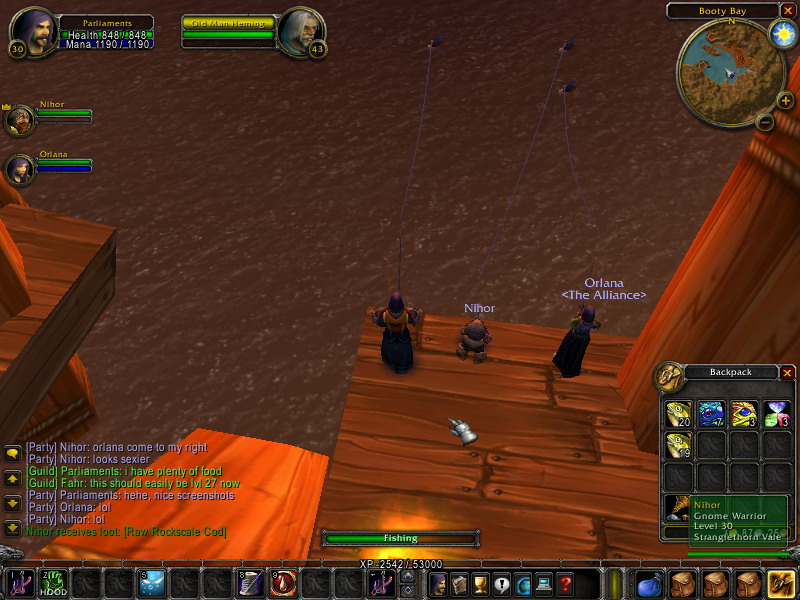 Parliaments
Health 848 / 848
Mana 1190 / 1190
30
Old Man Heming
43
Booty Bay
N
Nihor
Orlana
Orlana
<The Alliance>
Nihor
Backpack
20
7
3
3
19
Nihor
Gnome Warrior
Level 30
Stranglethorn Vale
[Party] Nihor: orlana come to my right
[Party] Nihor: looks sexier
[Guild] Parliaments: i have plenty of food
[Guild] Fahr: this should easily be lvl 27 now
[Party] Parliaments: hehe, nice screenshots
[Party] Orlana: lol
[Party] Nihor: lol
Nihor receives loot: [Raw Rockscale Cod]
Fishing
XP -2542 / 53000
HOOD